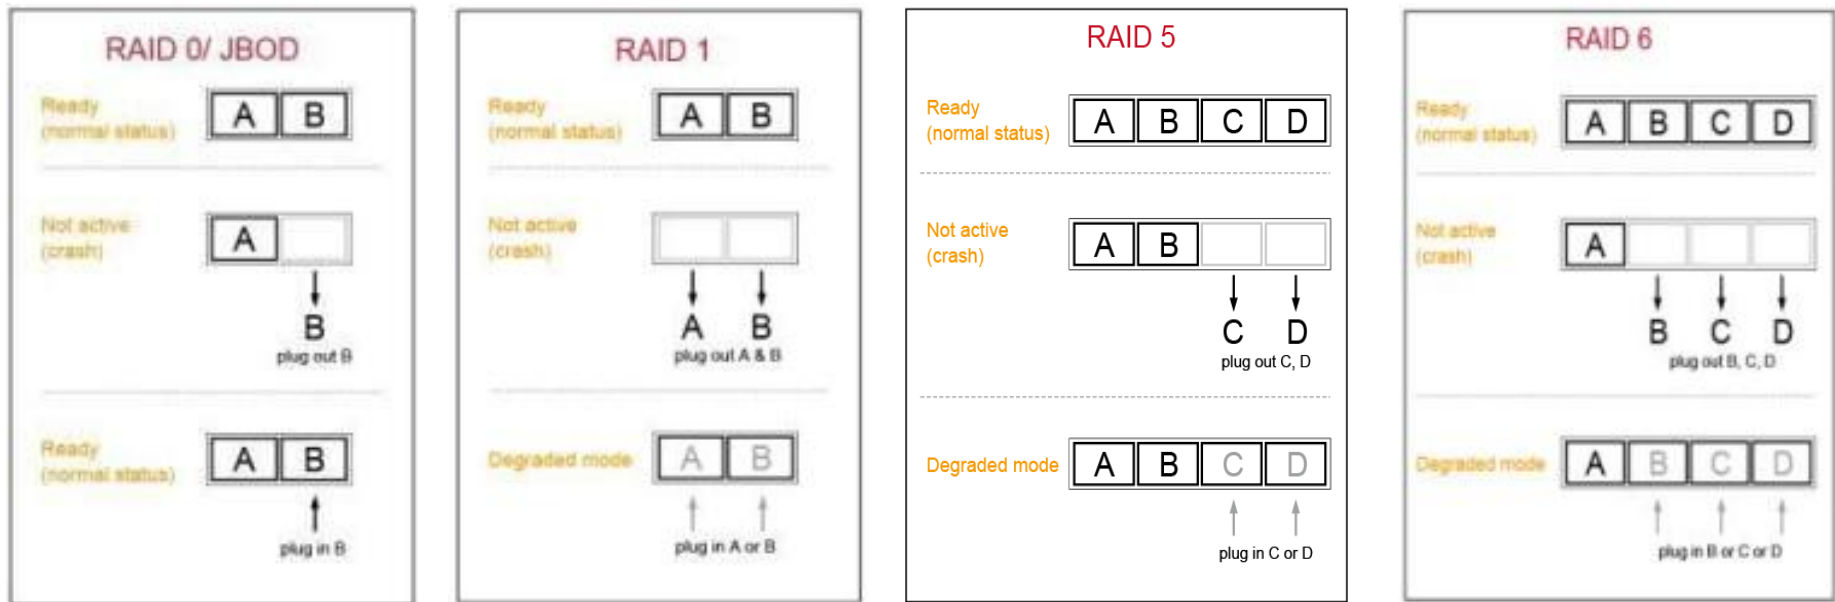 RAID 0/ JBOD
Ready
(normal status)
A B
Not active
(crash)
A
B
plug out B
Ready
(normal status)
A B
plug in B
RAID 1
Ready
(normal status)
A B
Not active
(crash)
A B
plug out A & B
Degraded mode
A B
plug in A or B
RAID 5
Ready
(normal status)
A B C D
Not active
(crash)
A B
C D
plug out C, D
Degraded mode
A B C D
plug in C or D
RAID 6
Ready
(normal status)
A B C D
Not active
(crash)
A
B C D
plug out B, C, D
Degraded mode
A B C D
plug in B or C or D